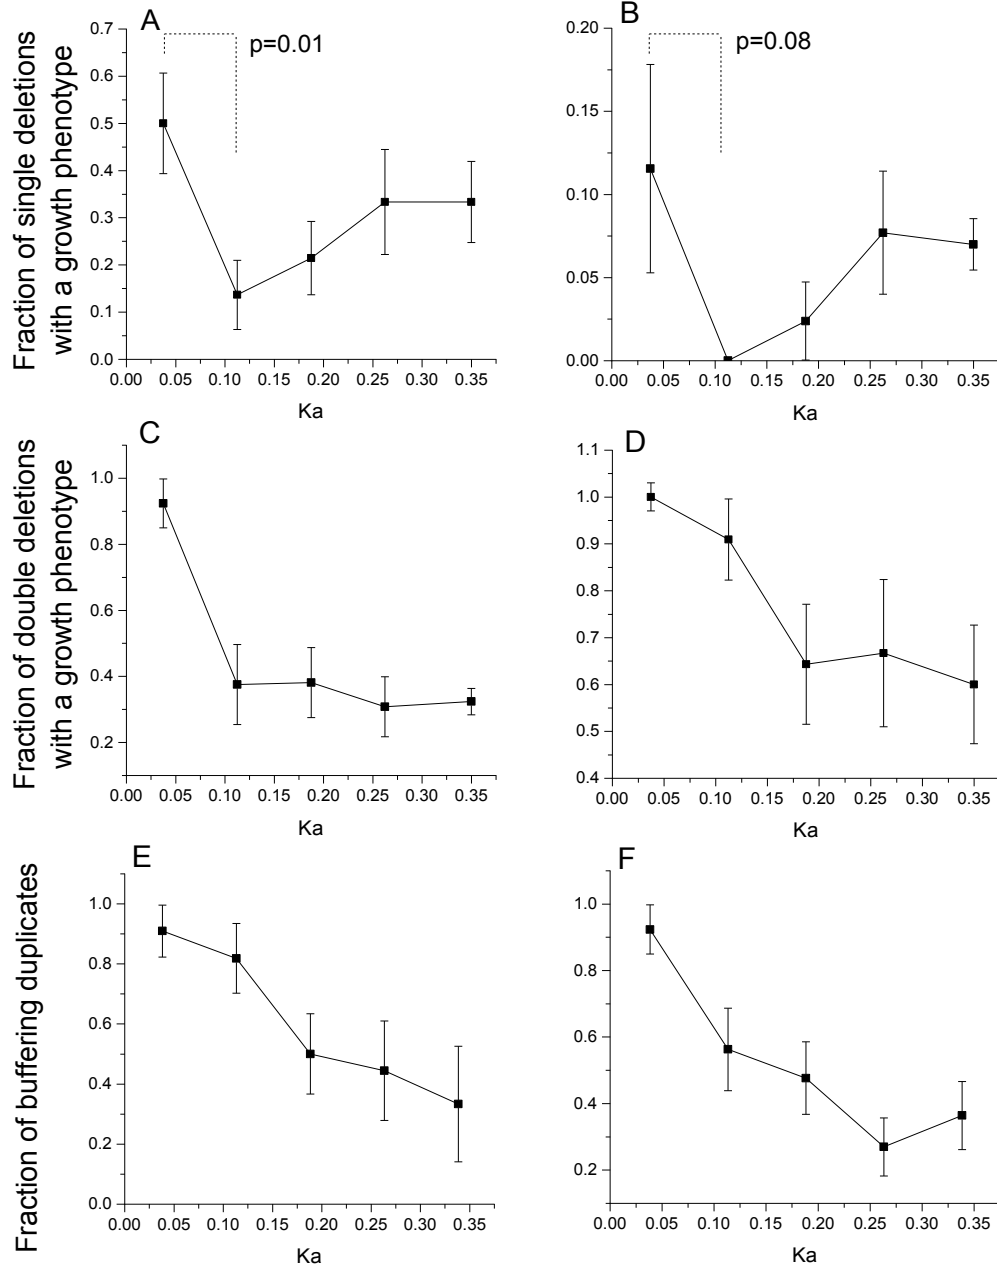 A
p=0.01
Fraction of single deletions
with a growth phenotype
0.7
0.6
0.5
0.4
0.3
0.2
0.1
0.0
0.00 0.05 0.10 0.15 0.20 0.25 0.30 0.35
Ka
B
p=0.08
0.20
0.15
0.10
0.05
0.00
0.00 0.05 0.10 0.15 0.20 0.25 0.30 0.35
Ka
C
Fraction of double deletions
with a growth phenotype
1.0
0.8
0.6
0.4
0.2
0.00 0.05 0.10 0.15 0.20 0.25 0.30 0.35
Ka
D
1.1
1.0
0.9
0.8
0.7
0.6
0.5
0.4
0.00 0.05 0.10 0.15 0.20 0.25 0.30 0.35
Ka
E
Fraction of buffering duplicates
1.0
0.8
0.6
0.4
0.2
0.0
0.00 0.05 0.10 0.15 0.20 0.25 0.30 0.35
Ka
F
1.0
0.8
0.6
0.4
0.2
0.00 0.05 0.10 0.15 0.20 0.25 0.30 0.35
Ka